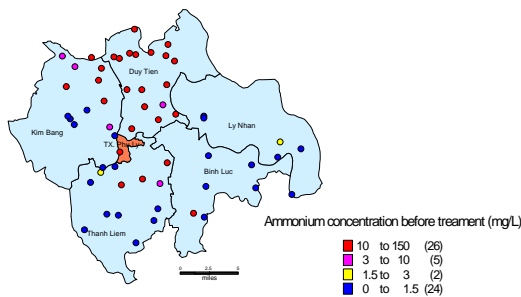 Duy Tien
Ly Nhan
Kim Bang
TX. Phu Ly
Binh Luc
Thanh Liem
0 2.5 5
miles
Ammonium concentration before treament (mg/L)
10 to 150 (26)
3 to 10 (5)
1.5 to 3 (2)
0 to 1.5 (24)